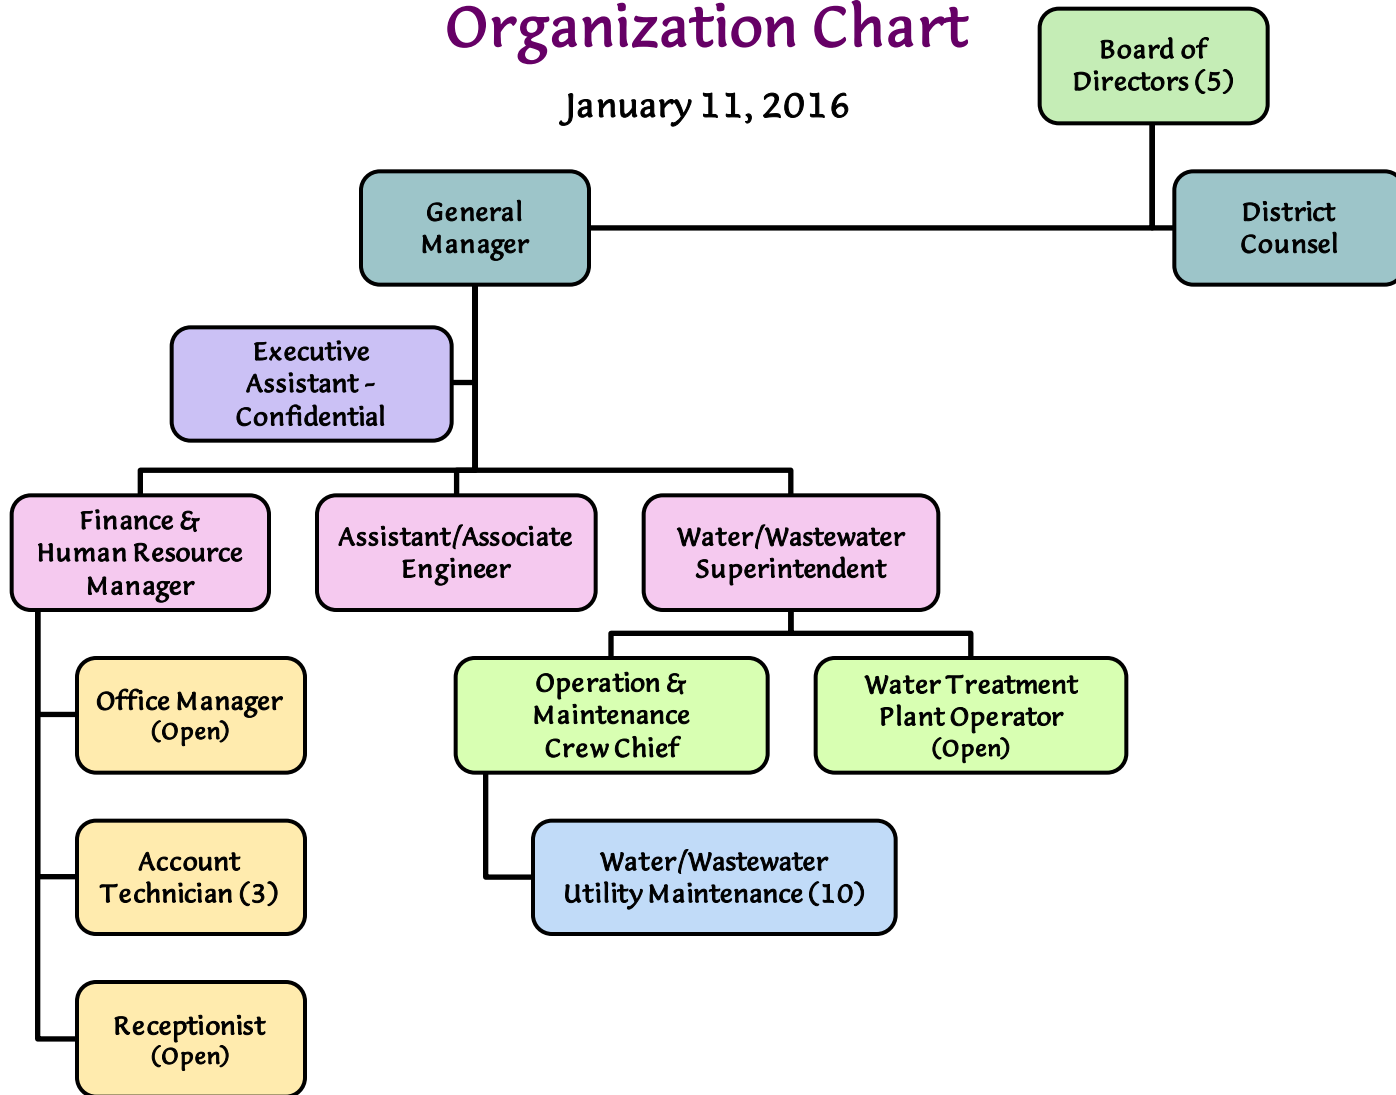 Organization Chart
January 11, 2016
Board of
Directors (5)
General
Manager
District
Counsel
Executive
Assistant -
Confidential
Finance &
Human Resource
Manager
Assistant/Associate
Engineer
Water/Wastewater
Superintendent
Office Manager
(Open)
Operation &
Maintenance
Crew Chief
Water Treatment
Plant Operator
(Open)
Account
Technician (3)
Water/Wastewater
Utility Maintenance (10)
Receptionist
(Open)